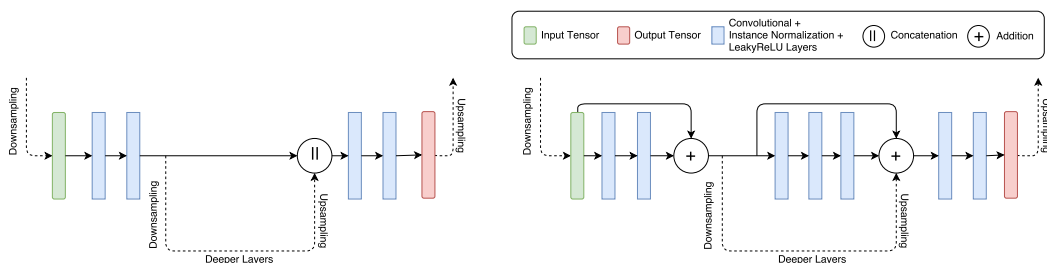 Input Tensor
Output Tensor
Convolutional +
Instance Normalization +
LeakyReLU Layers
||
Concatenation
+
Addition
Downsampling
||
Downsampling
Deeper Layers
Upsampling
Upsampling
Downsampling
+
+
Downsampling
Deeper Layers
Upsampling
Upsampling